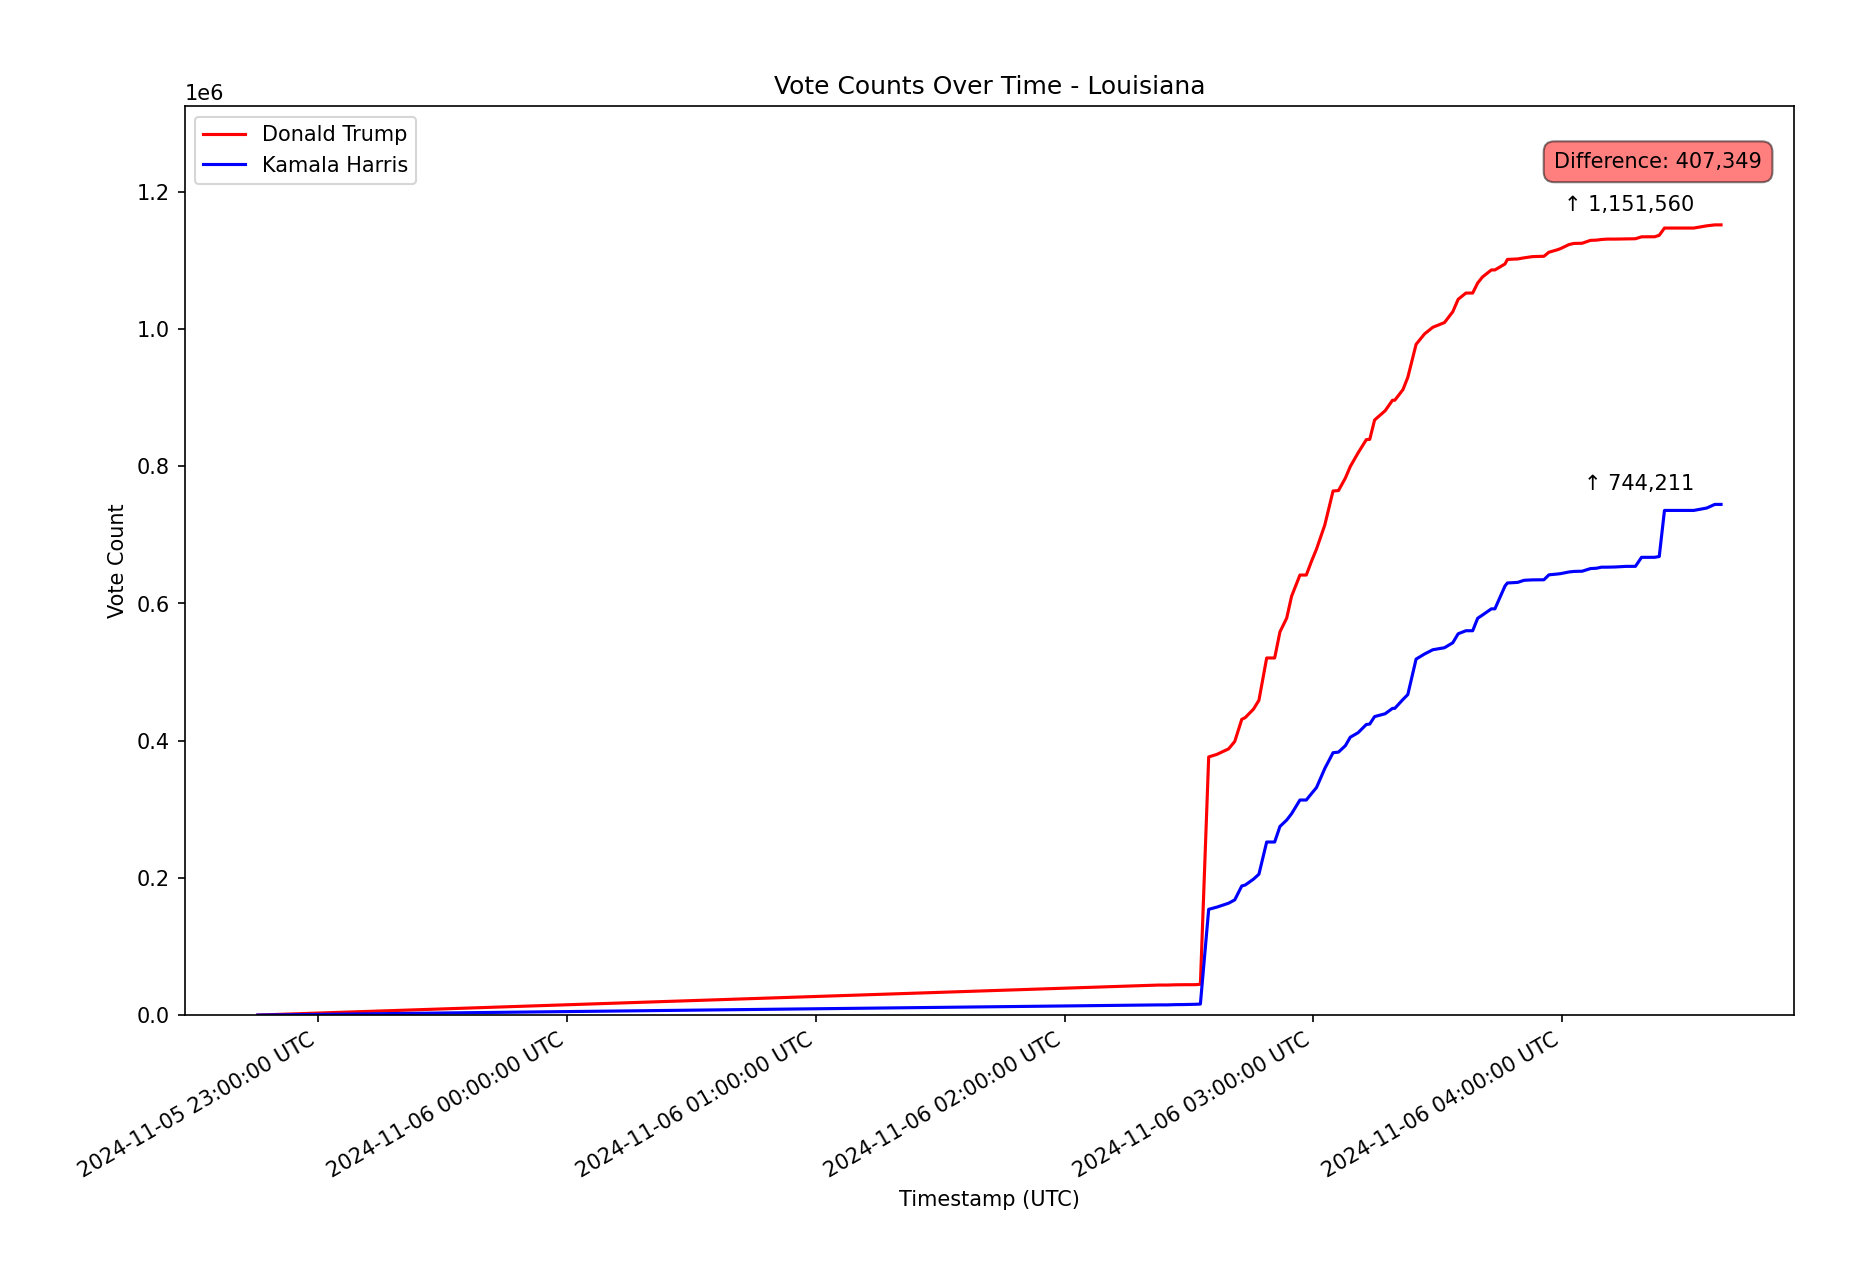 Vote Counts Over Time - Louisiana
1e6
Donald Trump
Kamala Harris
Difference: 407,349
↑ 1,151,560
↑ 744,211
1.2
1.0
0.8
0.6
0.4
0.2
0.0
Vote Count
2024-11-05 23:00:00 UTC
2024-11-06 00:00:00 UTC
2024-11-06 01:00:00 UTC
2024-11-06 02:00:00 UTC
2024-11-06 03:00:00 UTC
2024-11-06 04:00:00 UTC
Timestamp (UTC)